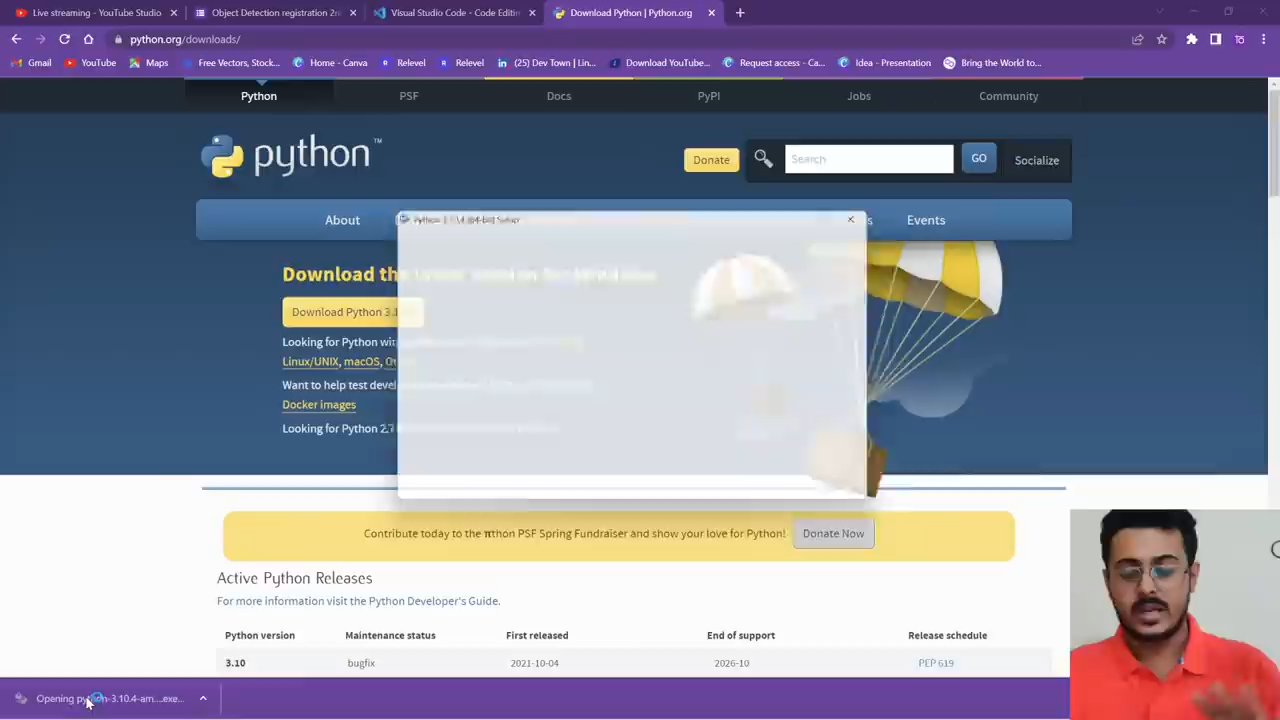 Live streaming - YouTube Studio
Object Detection registration 2n
Visual Studio Code - Code Editin
Download Python | Python.org
python.org/downloads/
Gmail
YouTube
Maps
Free Vectors, Stock...
Home - Canva
Relevel
Relevel
(25) Dev Town | Lin...
Download YouTube...
Request access - Ca...
Idea - Presentation
Bring the World to...
Python
PSF
Docs
PyPI
Jobs
Community
python™
Donate
Search
GO
Socialize
About
Events
Download the
Download Python 3.1
Looking for Python
Linux/UNIX, macOS,
Want to help test
Docker images
Looking for Python 2.7
Contribute today to the πthon PSF Spring Fundraiser and show your love for Python! Donate Now
Active Python Releases
For more information visit the Python Developer's Guide.
Python version Maintenance status First released End of support Release schedule
3.10 bugfix 2021-10-04 2026-10 PEP 619
Opening python-3.10.4-am....exe...